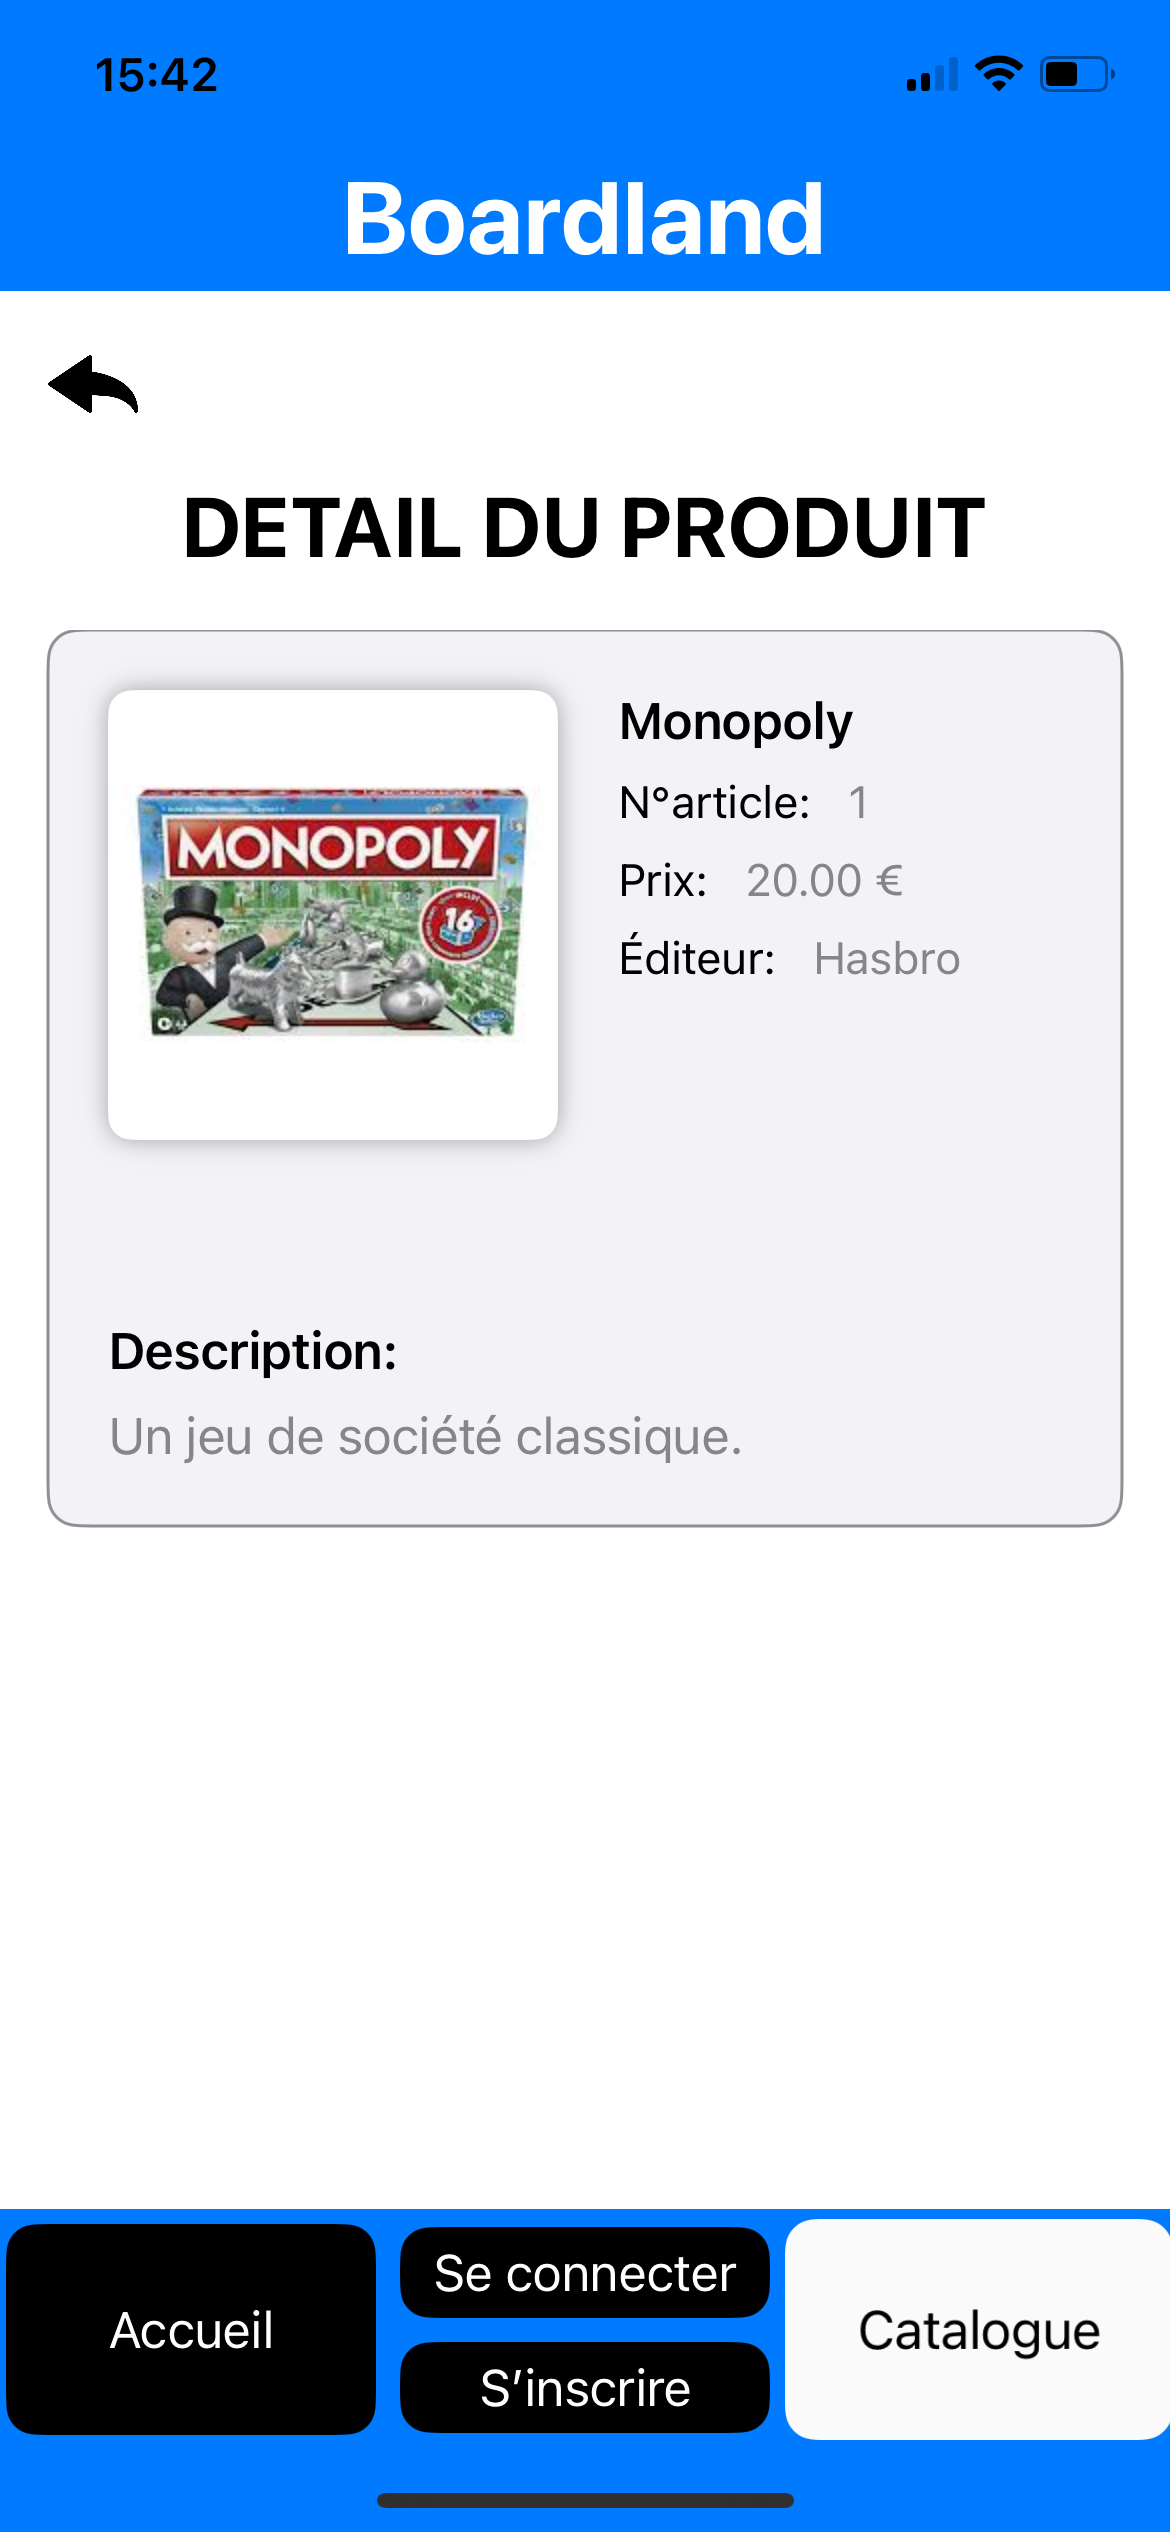 15:42
Boardland
DETAIL DU PRODUIT
MONOPOLY
16
Monopoly
N°article: 1
Prix: 20.00 €
Éditeur: Hasbro
Description:
Un jeu de société classique.
Accueil
Se connecter
S’inscrire
Catalogue